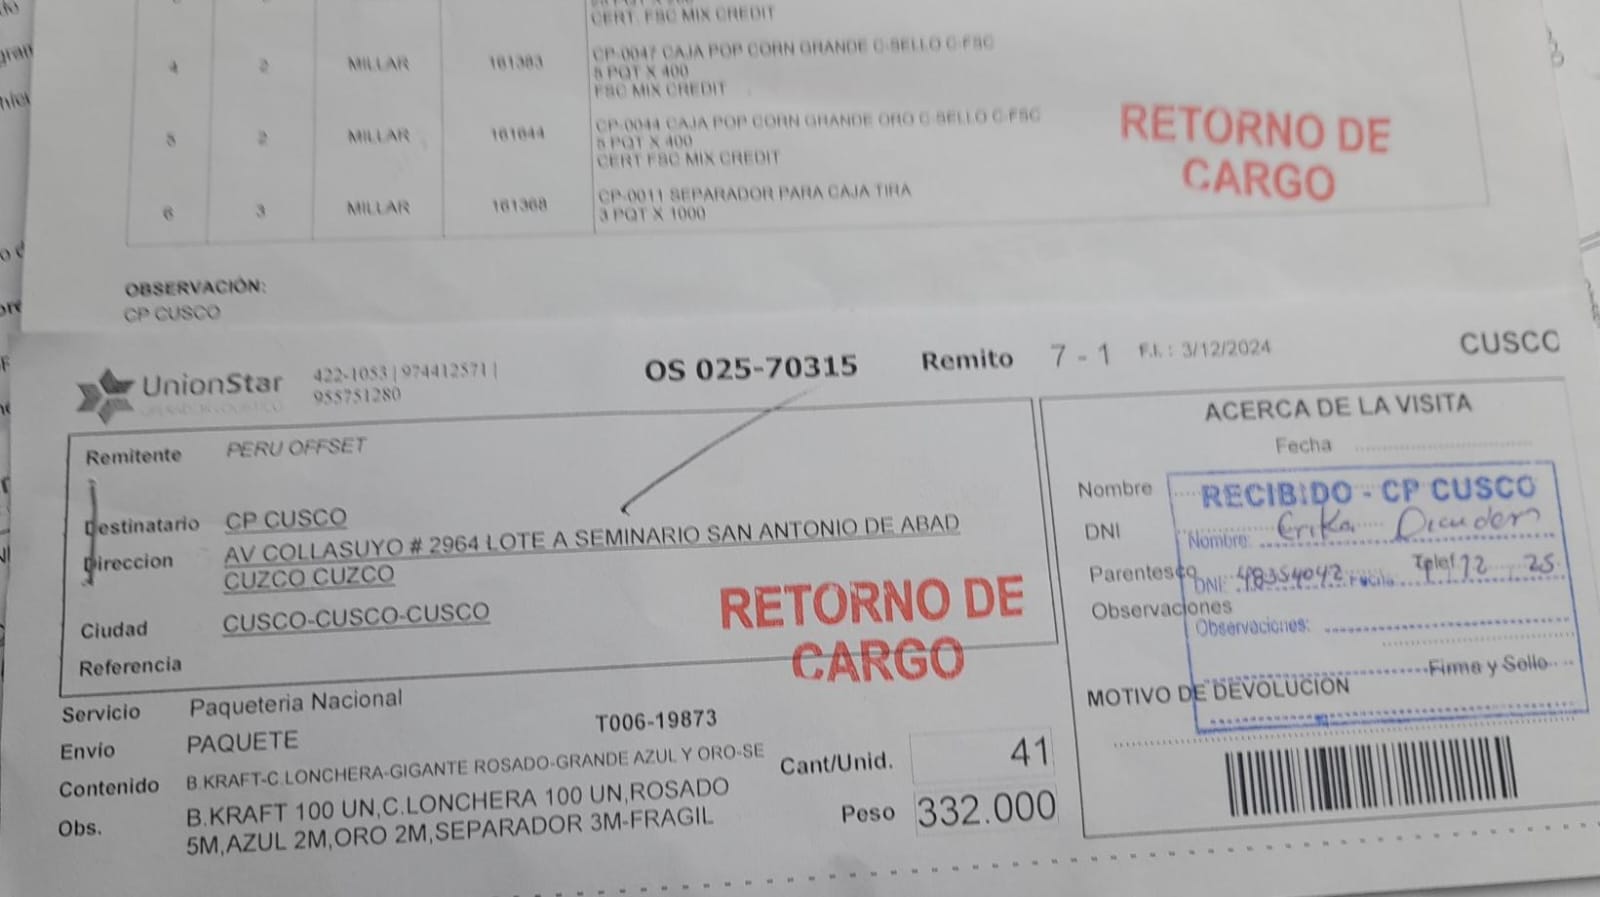 CERT. FSC MIX CREDIT
4 2 MILLAR 161383 CP-0047 CAJA POP CORN GRANDE C-SELLO C-FSC
5 PQT X 400
FSC MIX CREDIT
5 2 MILLAR 161644 CP-0044 CAJA POP CORN GRANDE ORO C-SELLO C-FSC
5 PQT X 400
CERT FSC MIX CREDIT
6 3 MILLAR 161368 CP-0011 SEPARADOR PARA CAJA TIRA
3 PQT X 1000
RETORNO DE
CARGO
OBSERVACIÓN:
CP CUSCO
UnionStar
OPERADOR LOGISTICO
422-1053 | 974412571 |
955751280
OS 025-70315 Remito 7 - 1 F.I. : 3/12/2024 CUSCO
Remitente PERU OFFSET
Destinatario CP CUSCO
Direccion AV COLLASUYO # 2964 LOTE A SEMINARIO SAN ANTONIO DE ABAD
CUZCO CUZCO
Ciudad CUSCO-CUSCO-CUSCO
Referencia
RETORNO DE
CARGO
Servicio Paquetería Nacional
T006-19873
Envío PAQUETE
Contenido B.KRAFT-C.LONCHERA-GIGANTE ROSADO-GRANDE AZUL Y ORO-SE
Obs. B.KRAFT 100 UN,C.LONCHERA 100 UN,ROSADO
5M,AZUL 2M,ORO 2M,SEPARADOR 3M-FRAGIL
Cant/Unid. 41
Peso 332.000
ACERCA DE LA VISITA
Fecha
Nombre
DNI
Parentesco
Telef.
Observaciones
Firma y Sello
MOTIVO DE DEVOLUCIÓN
RECIBIDO - CP CUSCO
Nombre: Erika
DNI: 48354042 Fecha 12 25
Observaciones: